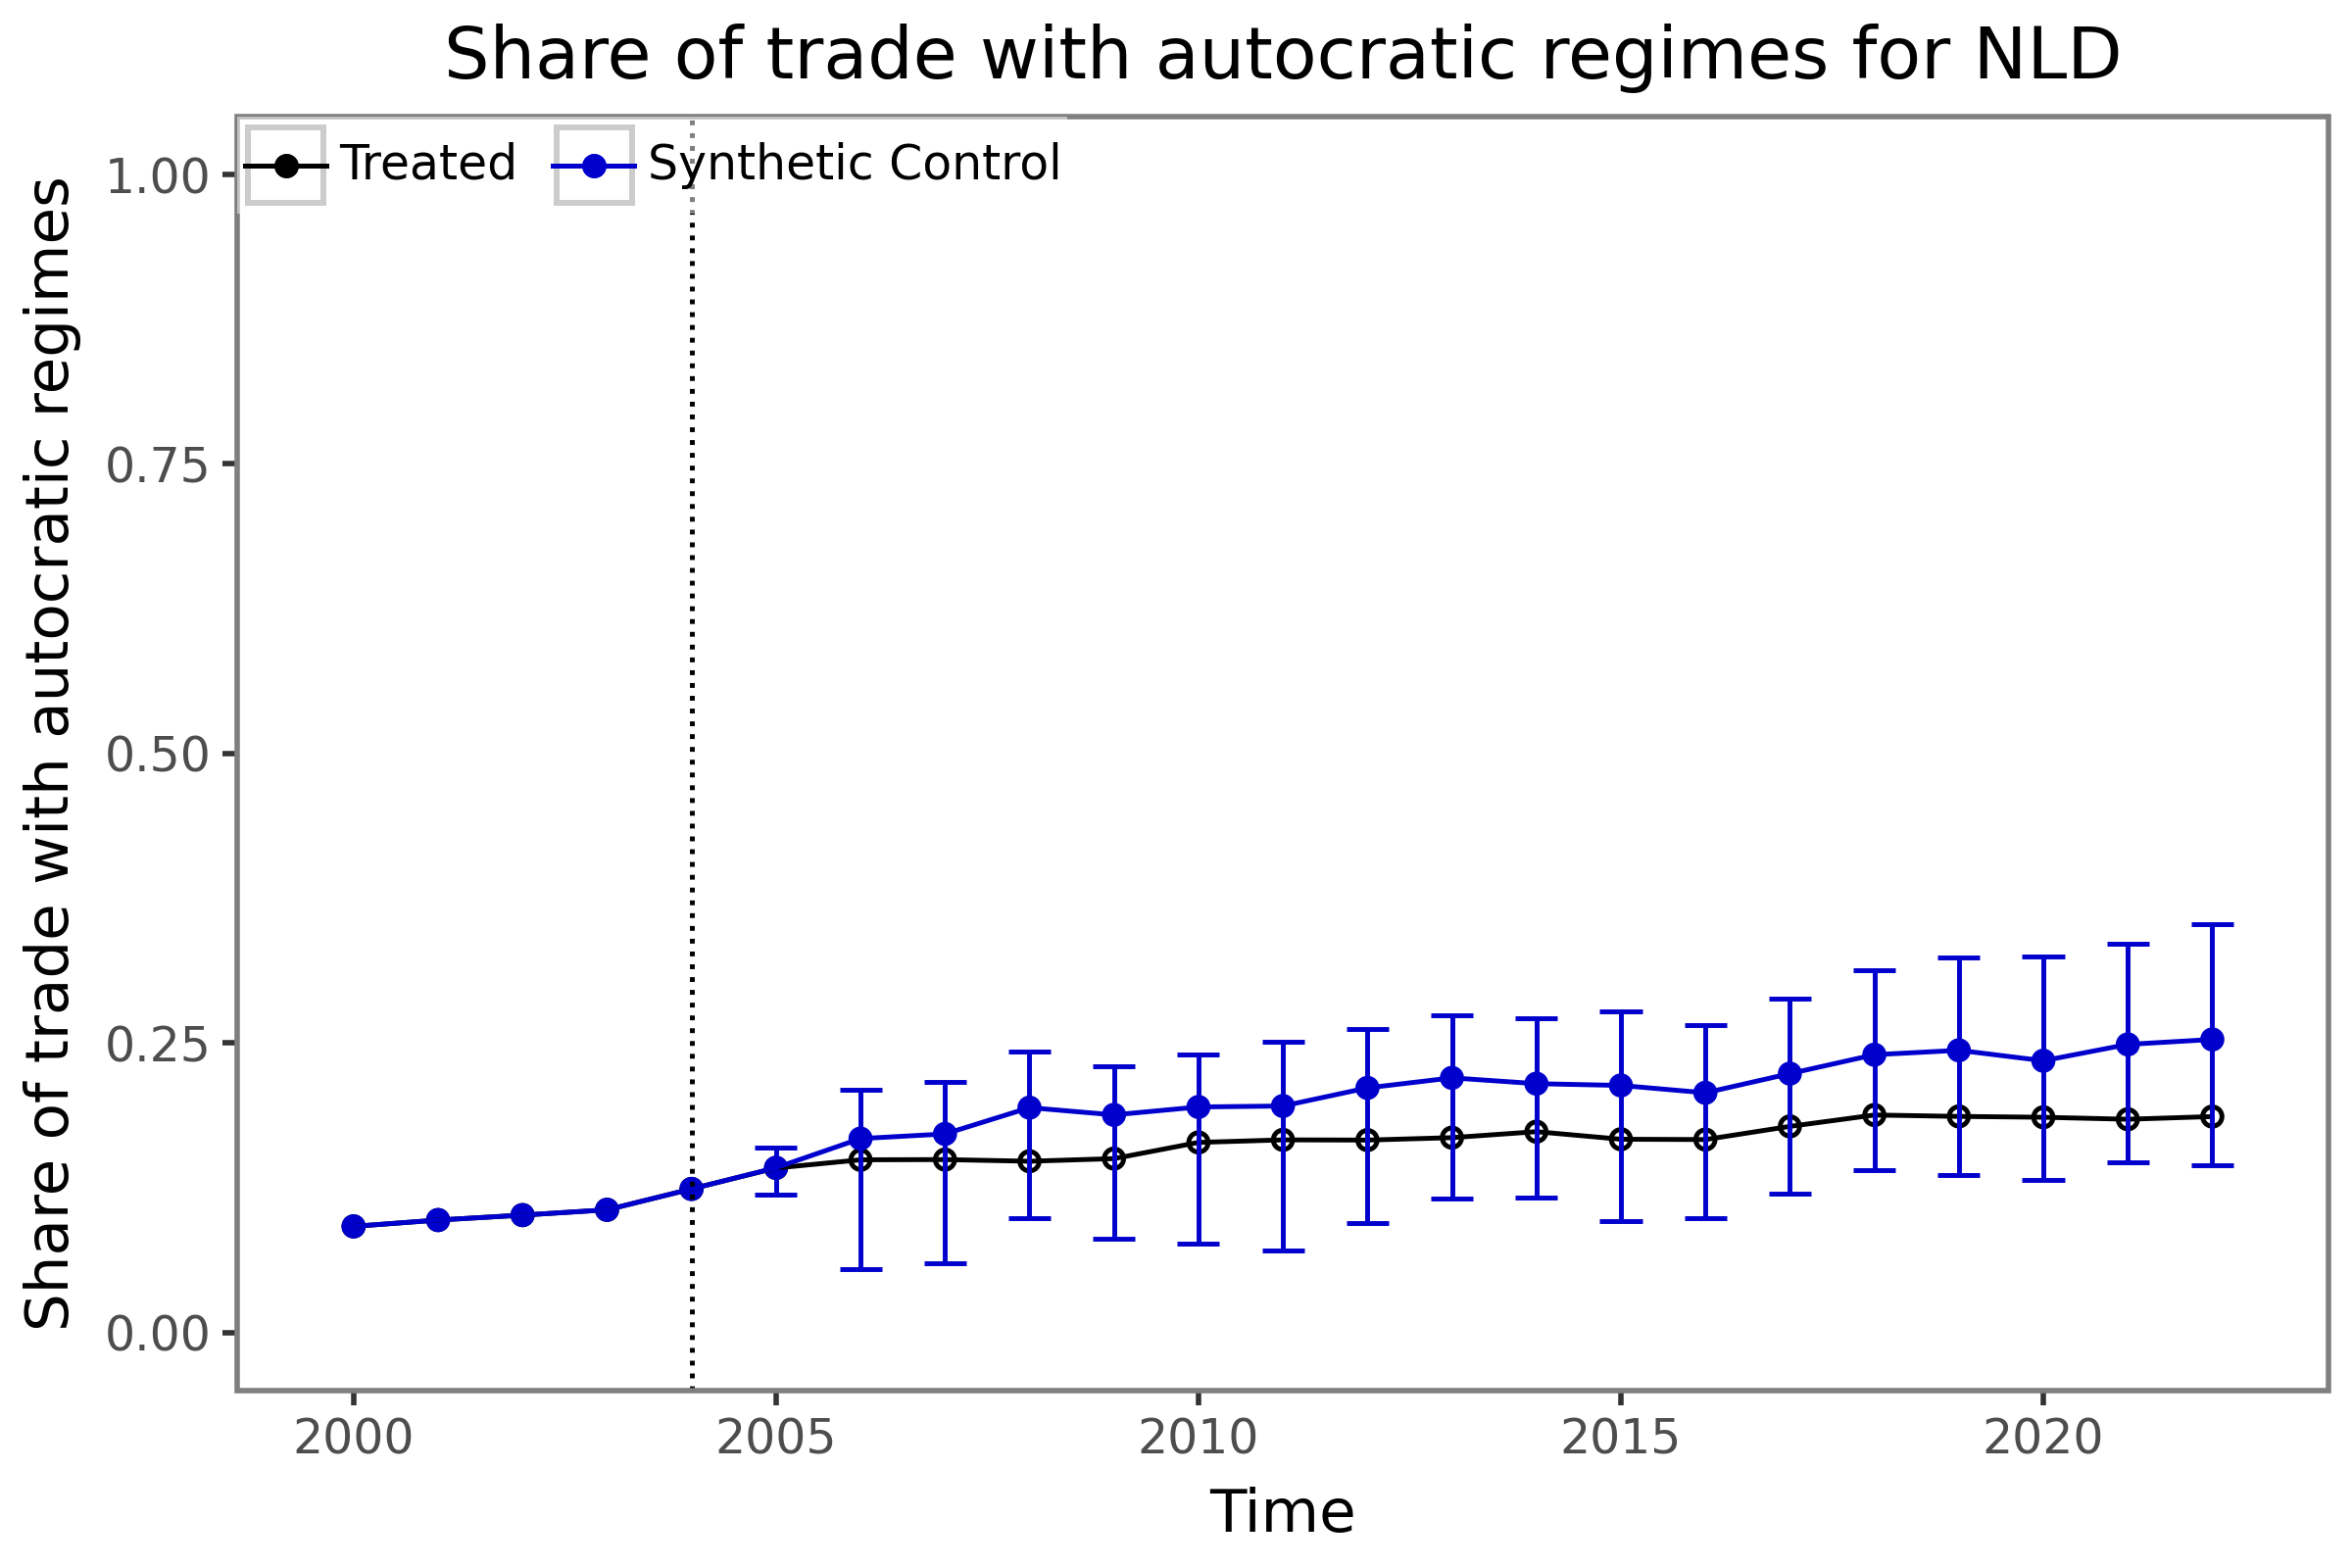 Share of trade with autocratic regimes for NLD
Treated
Synthetic Control
Share of trade with autocratic regimes
1.00
0.75
0.50
0.25
0.00
2000
2005
2010
2015
2020
Time